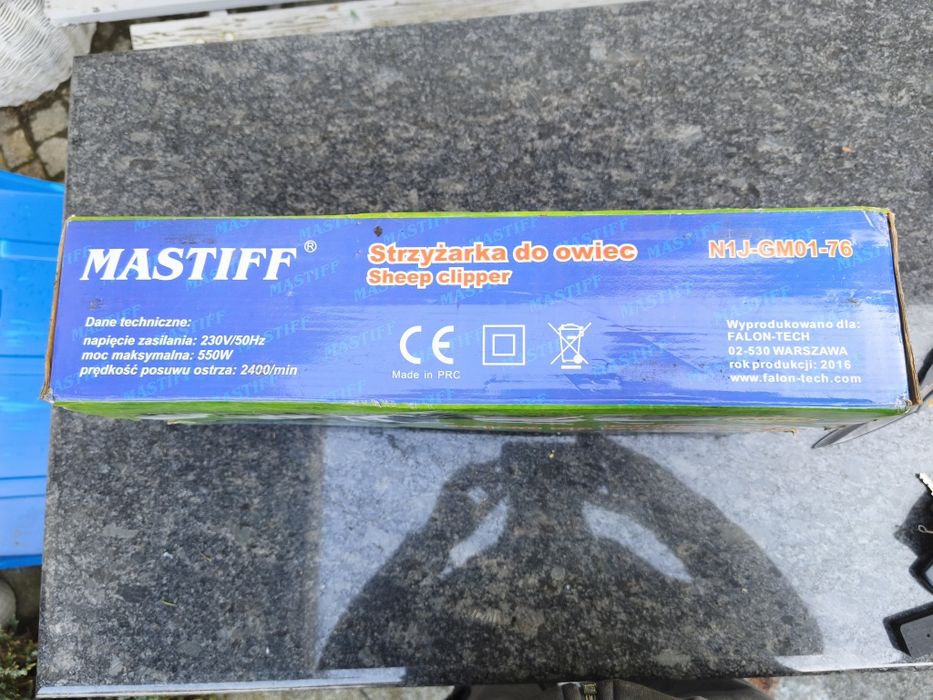 MASTIFF®
Strzyżarka do owiec
Sheep clipper
N1J-GM01-76
Dane techniczne:
napięcie zasilania: 230V/50Hz
moc maksymalna: 550W
prędkość posuwu ostrza: 2400/min
CE
Made in PRC
Wyprodukowano dla:
FALON-TECH
02-530 WARSZAWA
rok produkcji: 2016
www.falon-tech.com